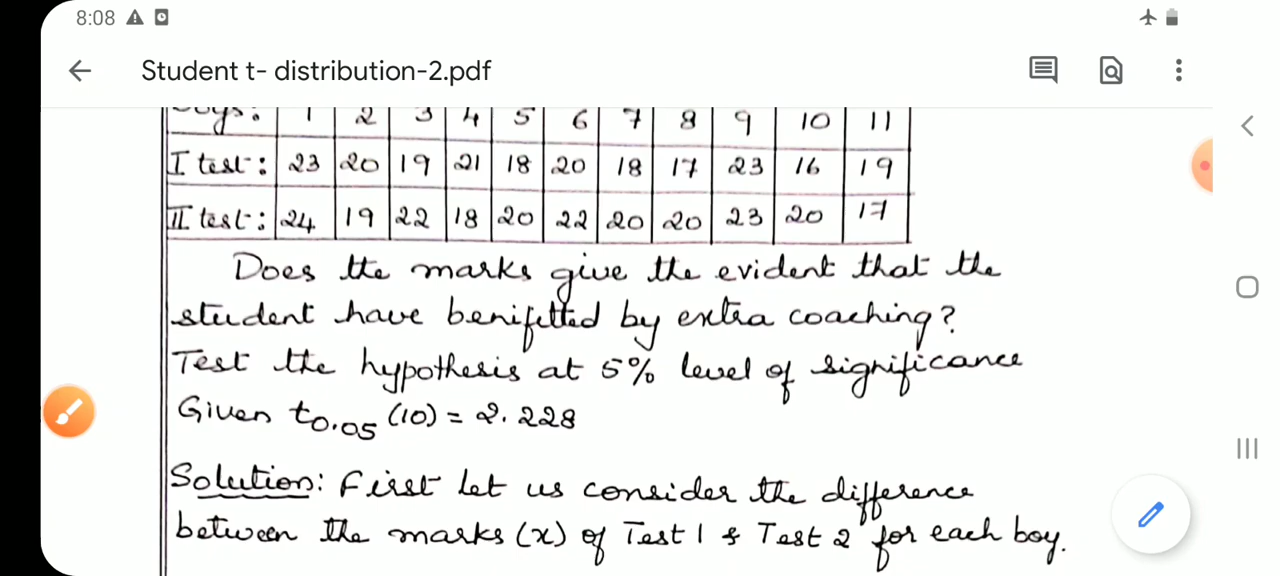 8:08
Student t- distribution-2.pdf
Boys: 1 2 3 4 5 6 7 8 9 10 11
I test: 23 20 19 21 18 20 18 17 23 16 19
II test: 24 19 22 18 20 22 20 20 23 20 17
Does the marks give the evident that the
student have benifitted by extra coaching?
Test the hypothesis at 5% level of significance
Given t0.05 (10) = 2.228
Solution: First let us consider the difference
between the marks (x) of Test 1 & Test 2 for each boy.